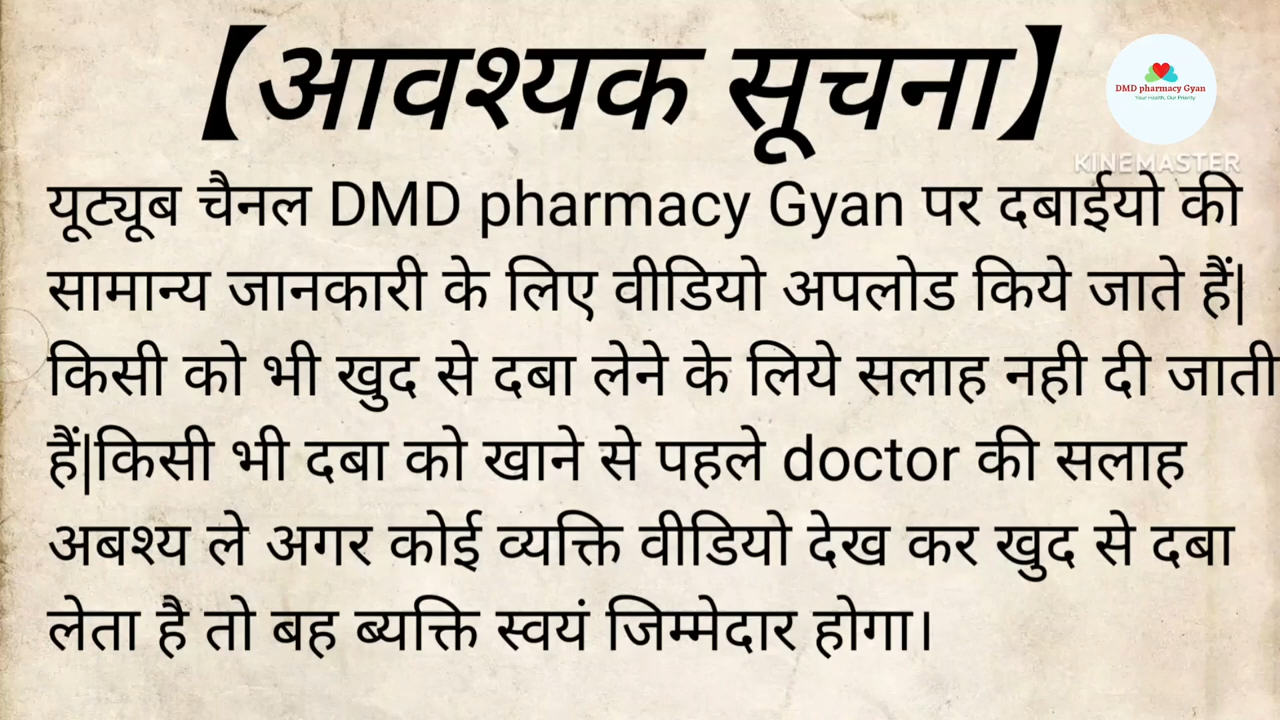 【आवश्यक सूचना】
DMD pharmacy Gyan
Your Health, Our Priority
KINEMASTER
यूट्यूब चैनल DMD pharmacy Gyan पर दबाईयो की
सामान्य जानकारी के लिए वीडियो अपलोड किये जाते हैं|
किसी को भी खुद से दबा लेने के लिये सलाह नही दी जाती
हैं|किसी भी दबा को खाने से पहले doctor की सलाह
अबश्य ले अगर कोई व्यक्ति वीडियो देख कर खुद से दबा
लेता है तो बह ब्यक्ति स्वयं जिम्मेदार होगा।